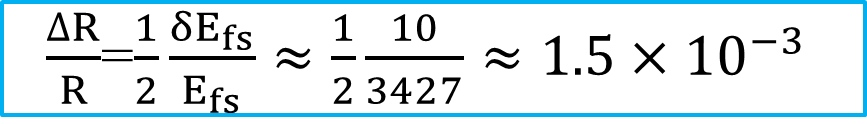 ΔR/R = 1/2 δE_fs/E_fs ≈ 1/2 10/3427 ≈ 1.5 × 10⁻³